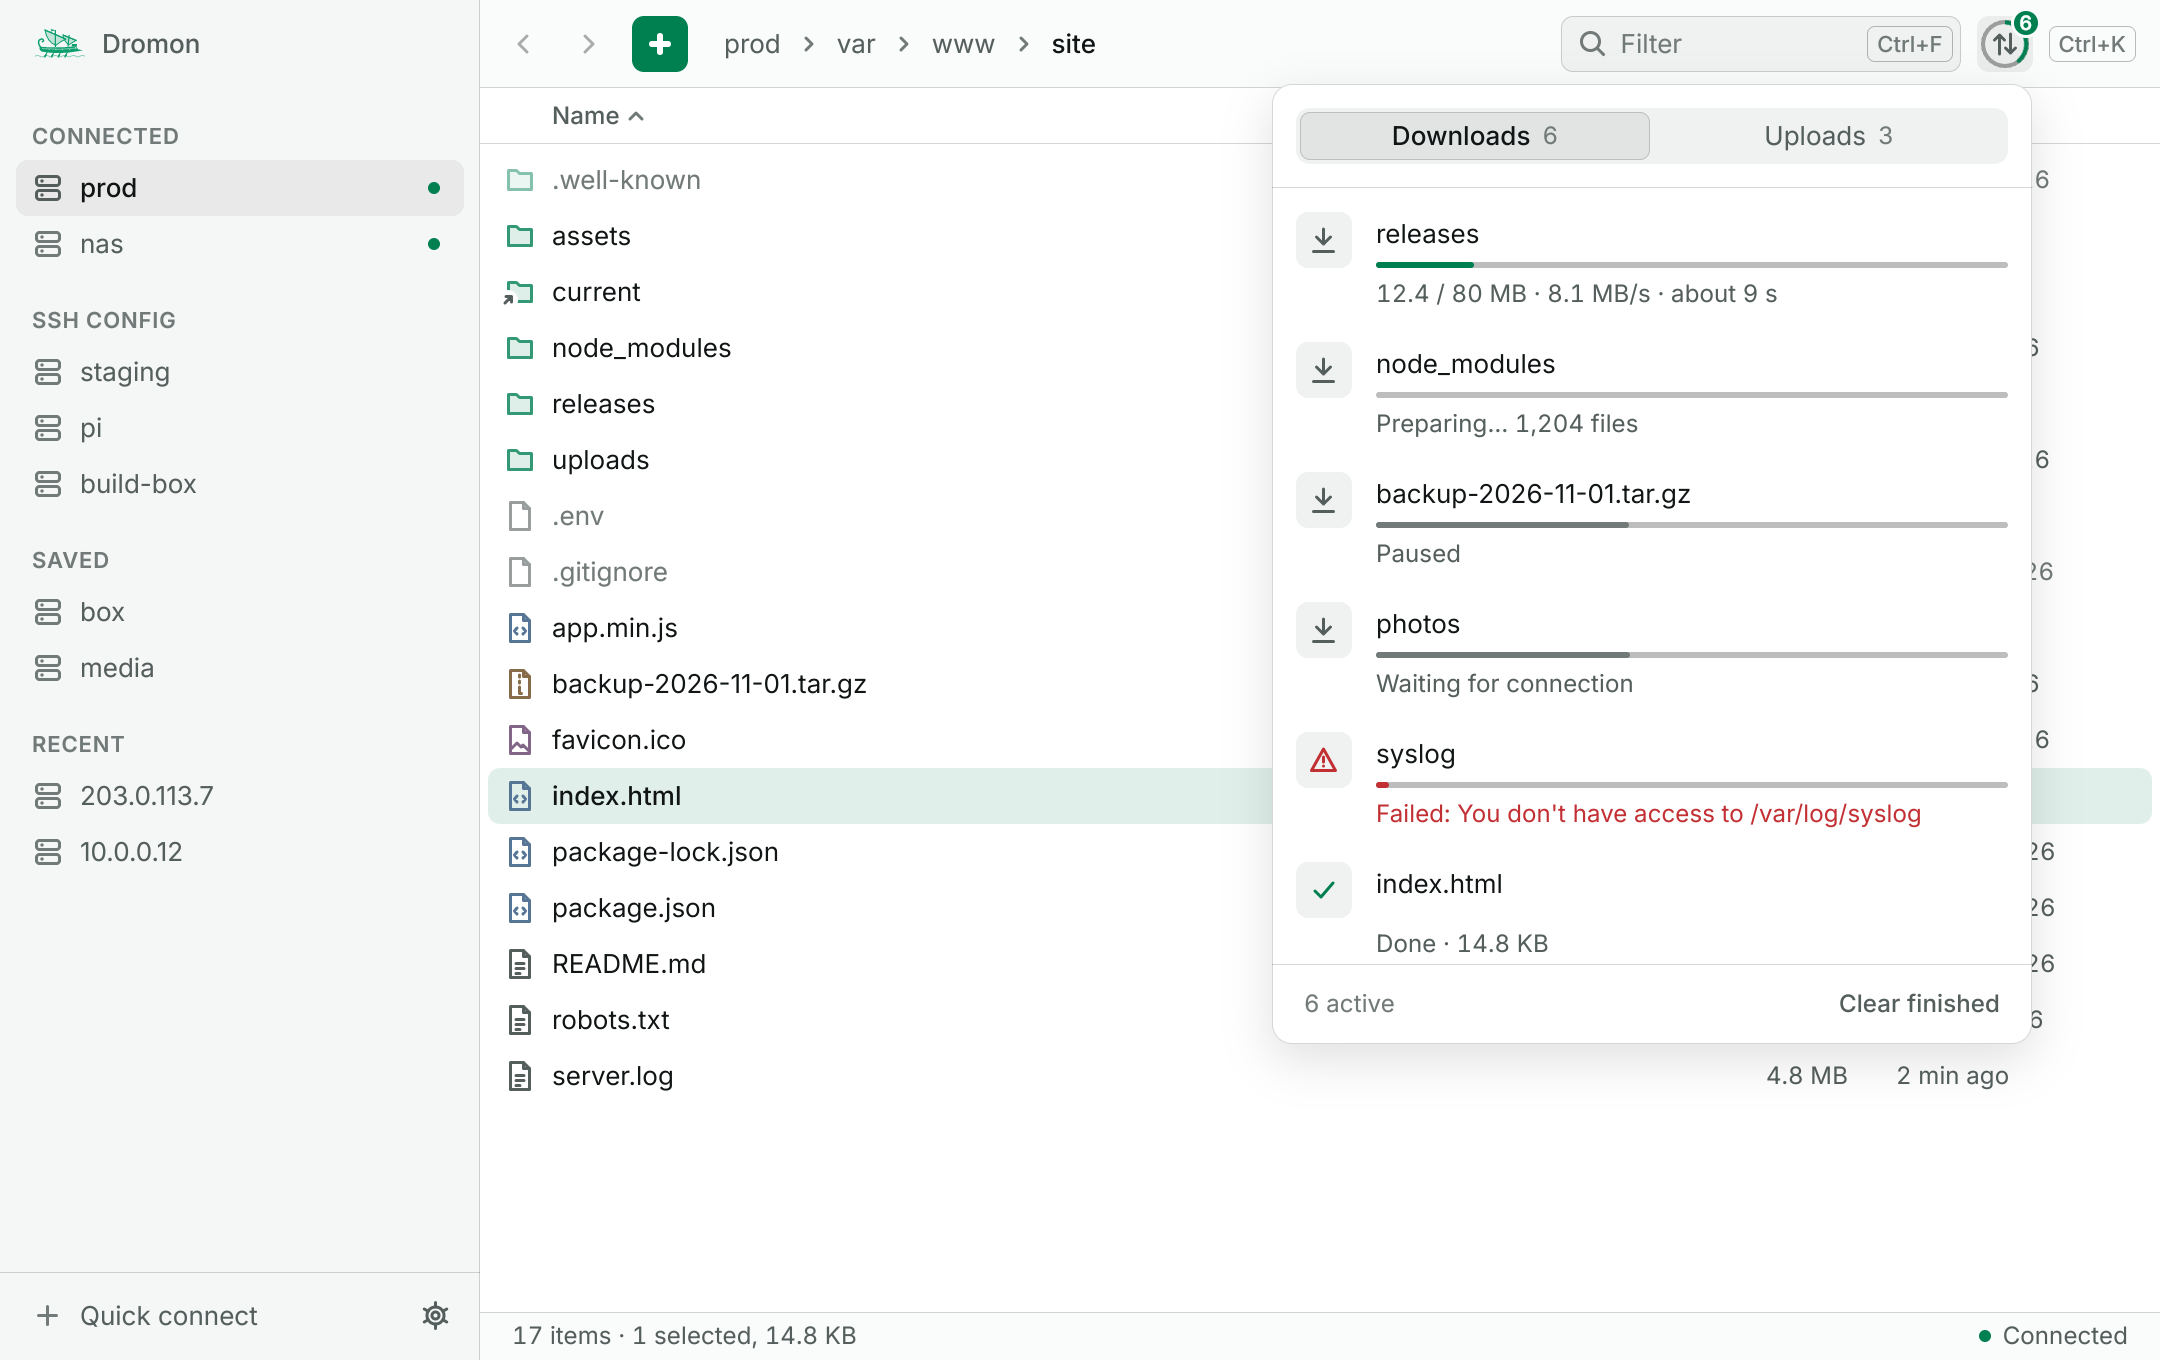 Dromon
CONNECTED
prod
nas
SSH CONFIG
staging
pi
build-box
SAVED
box
media
RECENT
203.0.113.7
10.0.0.12
Quick connect
prod > var > www > site
Filter
Ctrl+F
6
Ctrl+K
Name
.well-known
assets
current
node_modules
releases
uploads
.env
.gitignore
app.min.js
backup-2026-11-01.tar.gz
favicon.ico
index.html
package-lock.json
package.json
README.md
robots.txt
server.log 4.8 MB 2 min ago
Downloads 6
Uploads 3
releases
12.4 / 80 MB · 8.1 MB/s · about 9 s
node_modules
Preparing... 1,204 files
backup-2026-11-01.tar.gz
Paused
photos
Waiting for connection
syslog
Failed: You don't have access to /var/log/syslog
index.html
Done · 14.8 KB
6 active
Clear finished
17 items · 1 selected, 14.8 KB
Connected